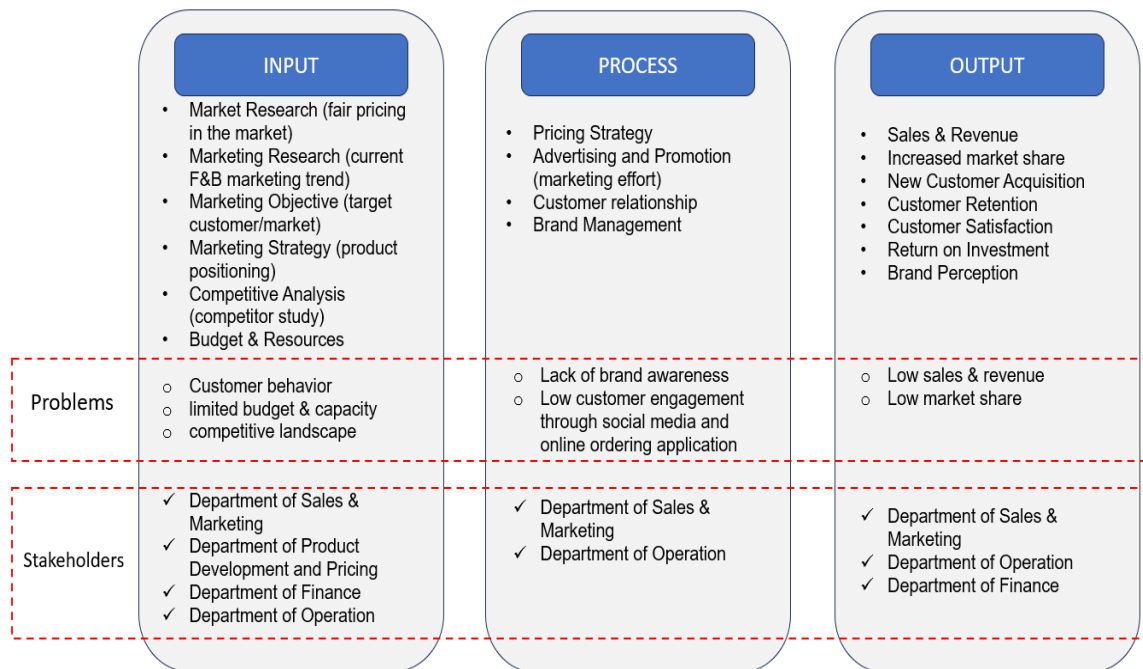 INPUT
• Market Research (fair pricing
in the market)
• Marketing Research (current
F&B marketing trend)
• Marketing Objective (target
customer/market)
• Marketing Strategy (product
positioning)
• Competitive Analysis
(competitor study)
• Budget & Resources
PROCESS
• Pricing Strategy
• Advertising and Promotion
(marketing effort)
• Customer relationship
• Brand Management
OUTPUT
• Sales & Revenue
• Increased market share
• New Customer Acquisition
• Customer Retention
• Customer Satisfaction
• Return on Investment
• Brand Perception
Problems
o Customer behavior
o limited budget & capacity
o competitive landscape
o Lack of brand awareness
o Low customer engagement
through social media and
online ordering application
o Low sales & revenue
o Low market share
Stakeholders
✓ Department of Sales &
Marketing
✓ Department of Product
Development and Pricing
✓ Department of Finance
✓ Department of Operation
✓ Department of Sales &
Marketing
✓ Department of Operation
✓ Department of Sales &
Marketing
✓ Department of Operation
✓ Department of Finance